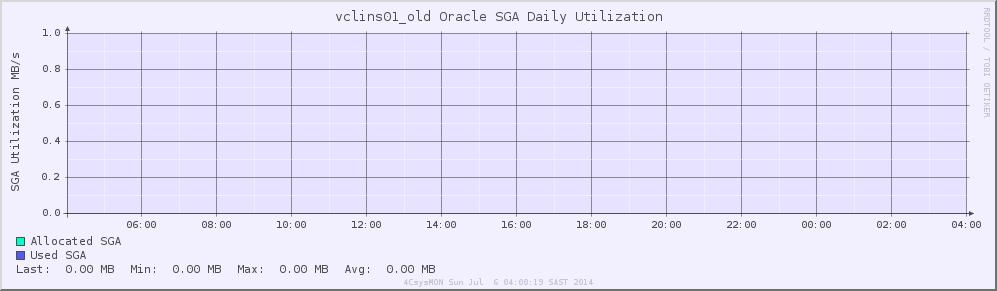 vclins01_old Oracle SGA Daily Utilization
RRDTOOL / TOBI OETIKER
SGA Utilization MB/s
1.0
0.8
0.6
0.4
0.2
0.0
06:00 08:00 10:00 12:00 14:00 16:00 18:00 20:00 22:00 00:00 02:00 04:00
Allocated SGA
Used SGA
Last: 0.00 MB Min: 0.00 MB Max: 0.00 MB Avg: 0.00 MB
4CsysMON Sun Jul 6 04:00:19 SAST 2014